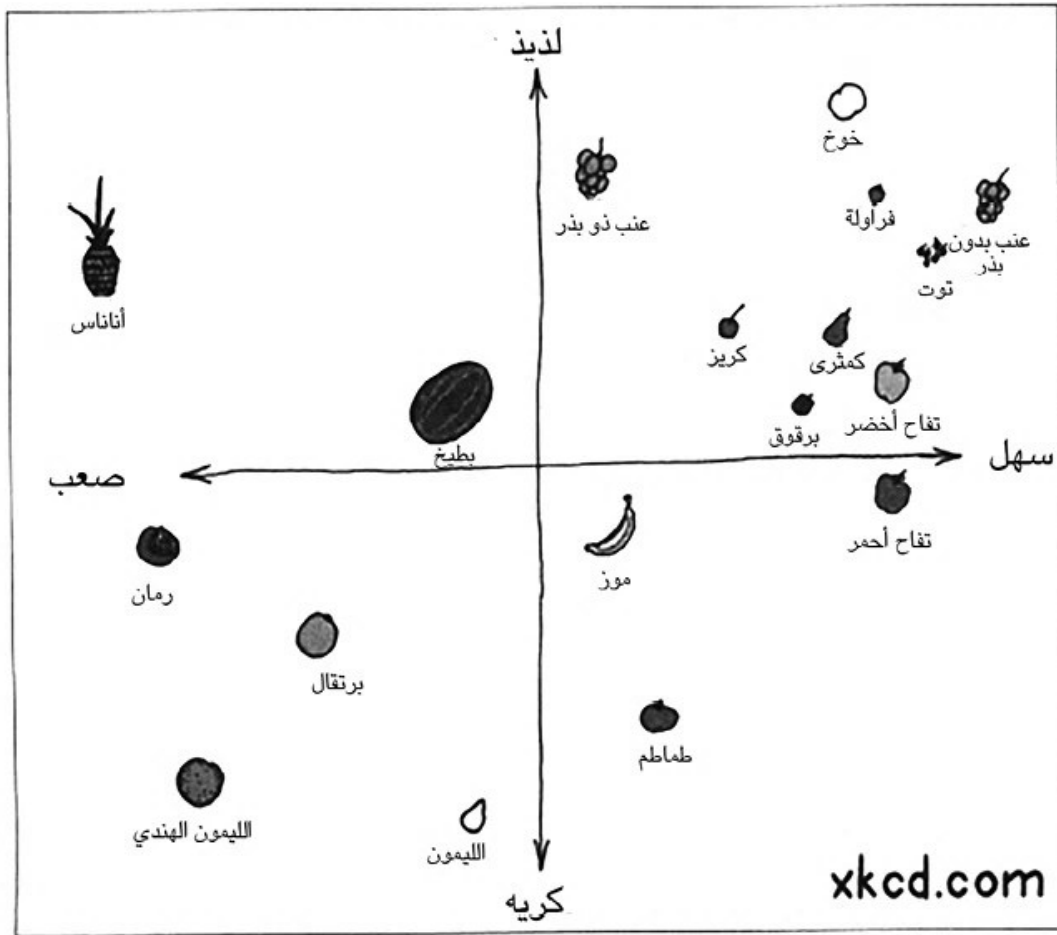 لذيذ
خوخ
عنب ذو بذر
فراولة
عنب بدون
بذر
توت
أناناس
كريز
كمثرى
تفاح أخضر
برقوق
بطيخ
سهل
صعب
تفاح أحمر
موز
رمان
برتقال
طماطم
الليمون الهندي
الليمون
كريه
xkcd.com